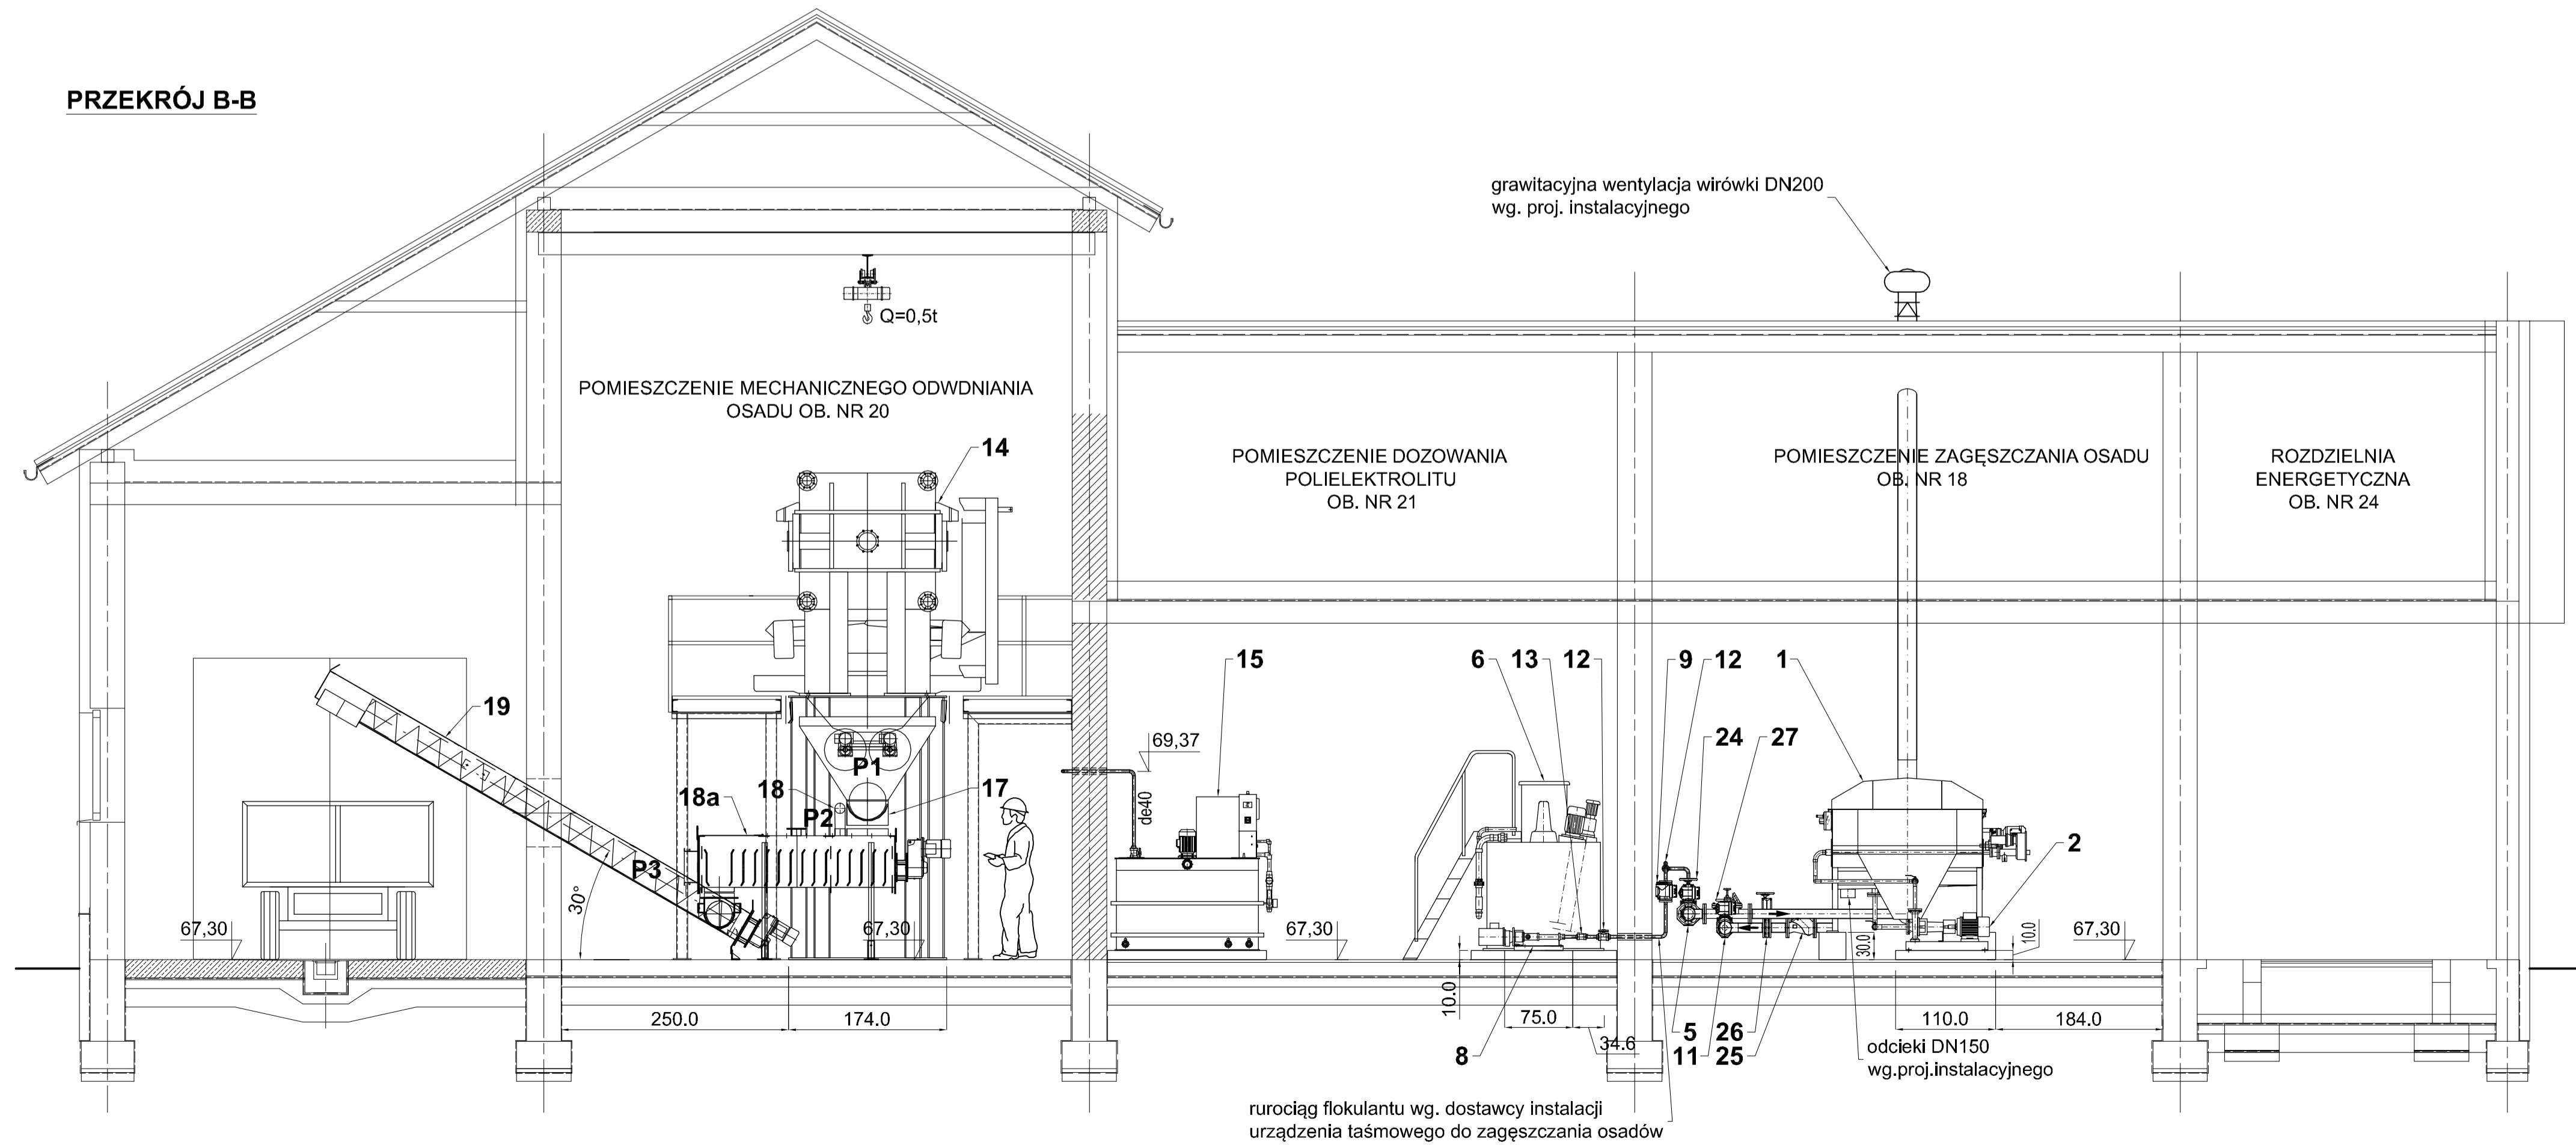 PRZEKRÓJ B-B
grawitacyjna wentylacja wirówki DN200
wg. proj. instalacyjnego
Q=0,5t
POMIESZCZENIE MECHANICZNEGO ODWDNIANIA
OSADU OB. NR 20
14
POMIESZCZENIE DOZOWANIA
POLIELEKTROLITU
OB. NR 21
POMIESZCZENIE ZAGĘSZCZANIA OSADU
OB. NR 18
ROZDZIELNIA
ENERGETYCZNA
OB. NR 24
19
15
6
13
12
9
12
1
69,37
24
27
P1
18a
18
17
P2
de40
2
P3
30°
67,30
67,30
67,30
30.0
10.0
67,30
10.0
250.0
174.0
75.0
34.6
8
5
26
11
25
110.0
184.0
odcieki DN150
wg.proj.instalacyjnego
rurociąg flokulantu wg. dostawcy instalacji
urządzenia taśmowego do zagęszczania osadów